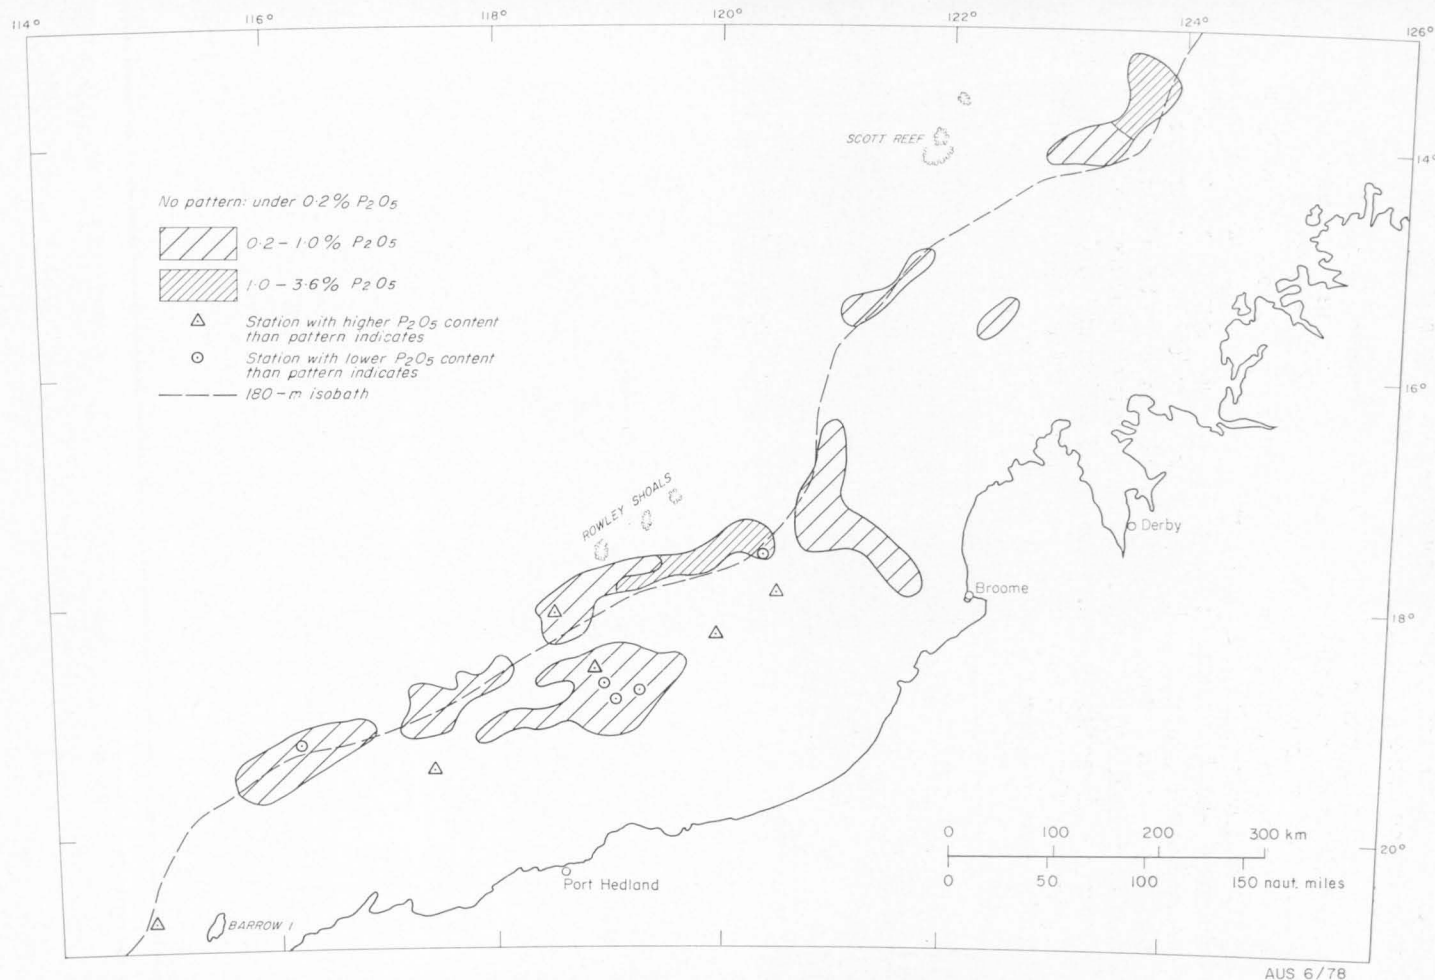 114°
116°
118°
120°
122°
124°
126°
SCOTT REEF
14°
No pattern: under 0·2% P2O5
0·2 – 1·0% P2O5
1·0 – 3·6% P2O5
Station with higher P2O5 content
than pattern indicates
Station with lower P2O5 content
than pattern indicates
180-m isobath
16°
ROWLEY SHOALS
Derby
Broome
18°
0 100 200 300 km
20°
0 50 100 150 naut. miles
Port Hedland
BARROW I
AUS 6/78